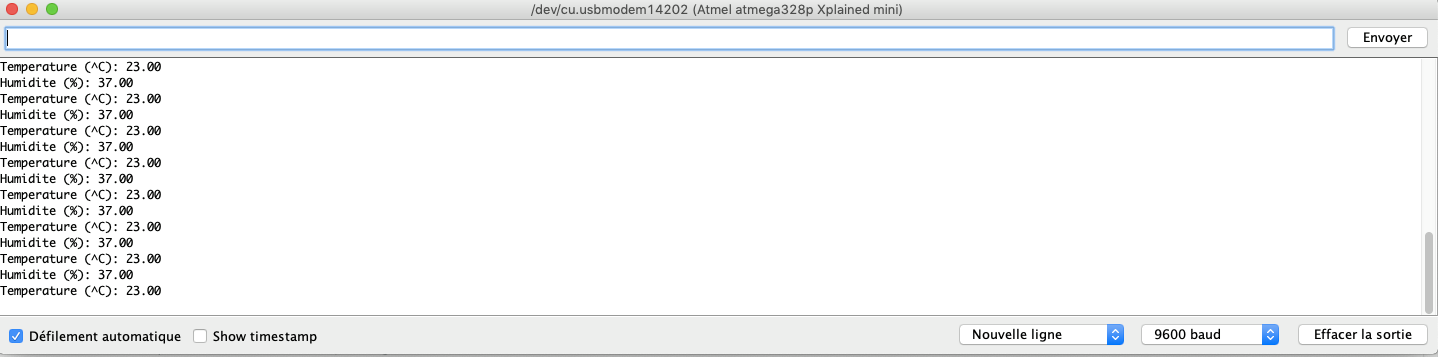 /dev/cu.usbmodem14202 (Atmel atmega328p Xplained mini)
Envoyer
Temperature (^C): 23.00
Humidite (%): 37.00
Temperature (^C): 23.00
Humidite (%): 37.00
Temperature (^C): 23.00
Humidite (%): 37.00
Temperature (^C): 23.00
Humidite (%): 37.00
Temperature (^C): 23.00
Humidite (%): 37.00
Temperature (^C): 23.00
Humidite (%): 37.00
Temperature (^C): 23.00
Humidite (%): 37.00
Temperature (^C): 23.00
Défilement automatique Show timestamp Nouvelle ligne 9600 baud Effacer la sortie